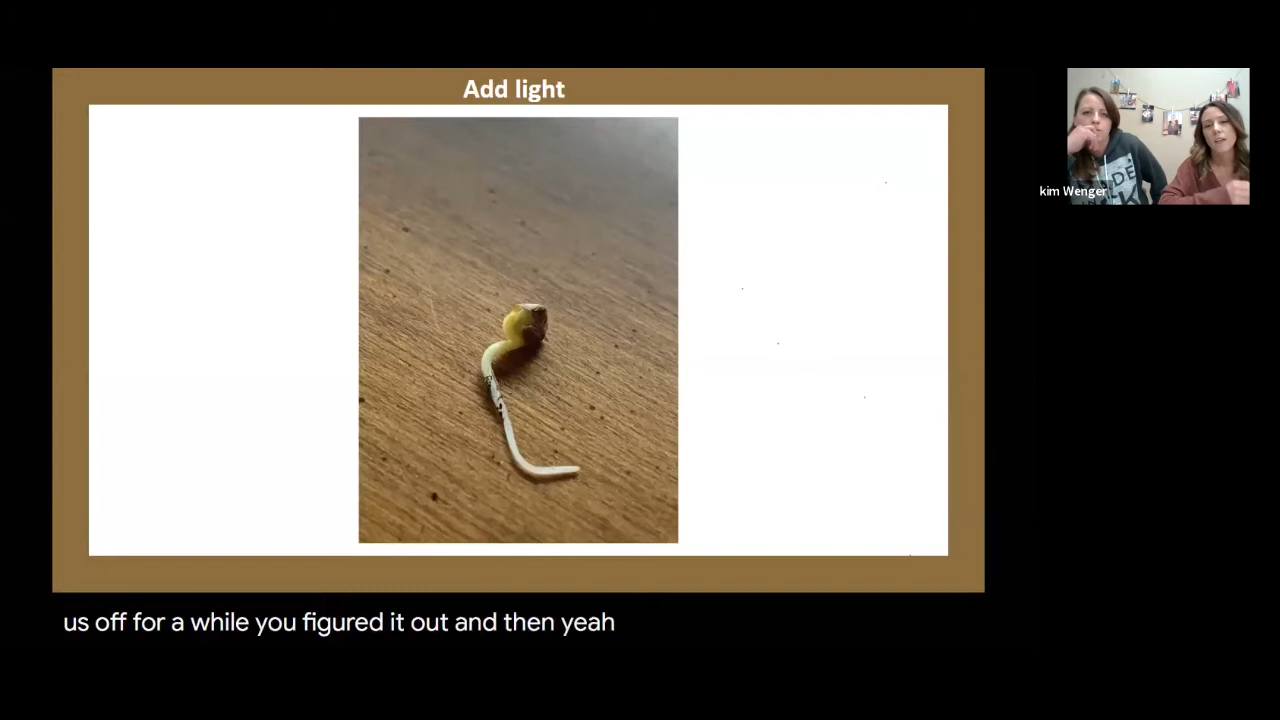 Add light
kim Wenger
us off for a while you figured it out and then yeah